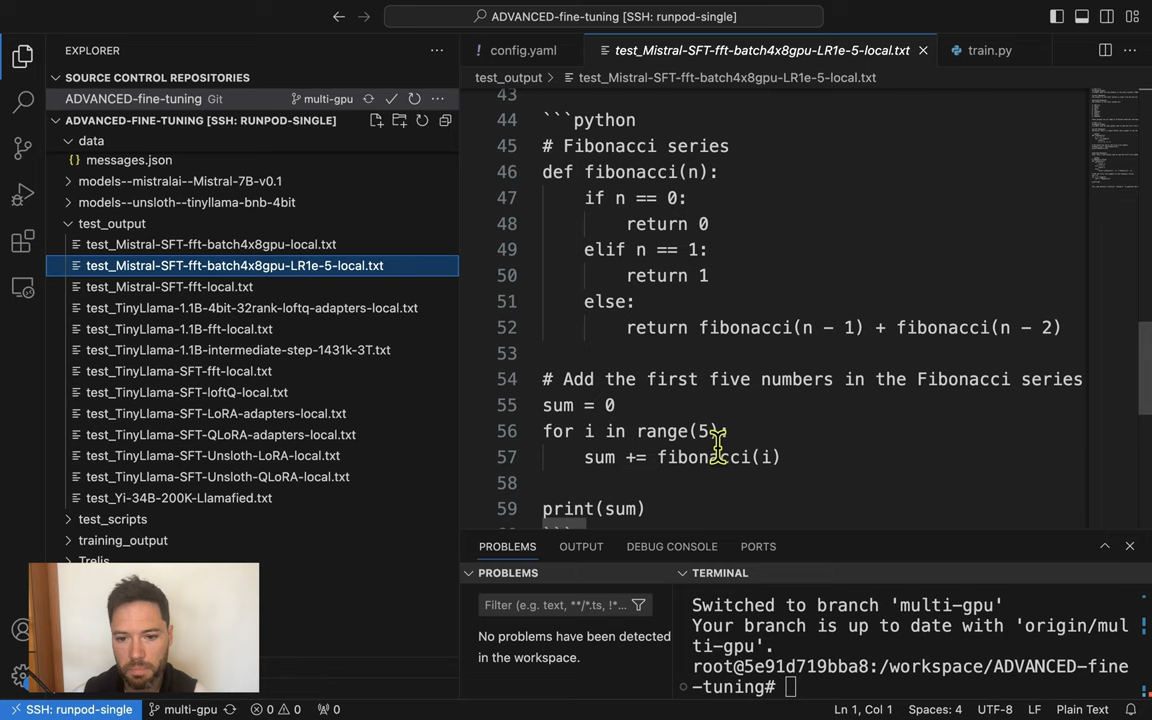 ADVANCED-fine-tuning [SSH: runpod-single]
EXPLORER
SOURCE CONTROL REPOSITORIES
ADVANCED-fine-tuning Git
multi-gpu
ADVANCED-FINE-TUNING [SSH: RUNPOD-SINGLE]
data
{} messages.json
models--mistralai--Mistral-7B-v0.1
models--unsloth--tinyllama-bnb-4bit
test_output
test_Mistral-SFT-fft-batch4x8gpu-local.txt
test_Mistral-SFT-fft-batch4x8gpu-LR1e-5-local.txt
test_Mistral-SFT-fft-local.txt
test_TinyLlama-1.1B-4bit-32rank-loftq-adapters-local.txt
test_TinyLlama-1.1B-fft-local.txt
test_TinyLlama-1.1B-intermediate-step-1431k-3T.txt
test_TinyLlama-SFT-fft-local.txt
test_TinyLlama-SFT-loftQ-local.txt
test_TinyLlama-SFT-LoRA-adapters-local.txt
test_TinyLlama-SFT-QLoRA-adapters-local.txt
test_TinyLlama-SFT-Unsloth-LoRA-local.txt
test_TinyLlama-SFT-Unsloth-QLoRA-local.txt
test_Yi-34B-200K-Llamafied.txt
test_scripts
training_output
Trelis
config.yaml
test_Mistral-SFT-fft-batch4x8gpu-LR1e-5-local.txt
train.py
test_output > test_Mistral-SFT-fft-batch4x8gpu-LR1e-5-local.txt
43
44 ```python
45 # Fibonacci series
46 def fibonacci(n):
47 if n == 0:
48 return 0
49 elif n == 1:
50 return 1
51 else:
52 return fibonacci(n - 1) + fibonacci(n - 2)
53
54 # Add the first five numbers in the Fibonacci series
55 sum = 0
56 for i in range(5):
57 sum += fibonacci(i)
58
59 print(sum)
```
PROBLEMS OUTPUT DEBUG CONSOLE PORTS
PROBLEMS
Filter (e.g. text, **/*.ts, !*...
No problems have been detected
in the workspace.
TERMINAL
Switched to branch 'multi-gpu'
Your branch is up to date with 'origin/mul
ti-gpu'.
root@5e91d719bba8:/workspace/ADVANCED-fine
-tuning#
SSH: runpod-single multi-gpu 0 0 0 Ln 1, Col 1 Spaces: 4 UTF-8 LF Plain Text